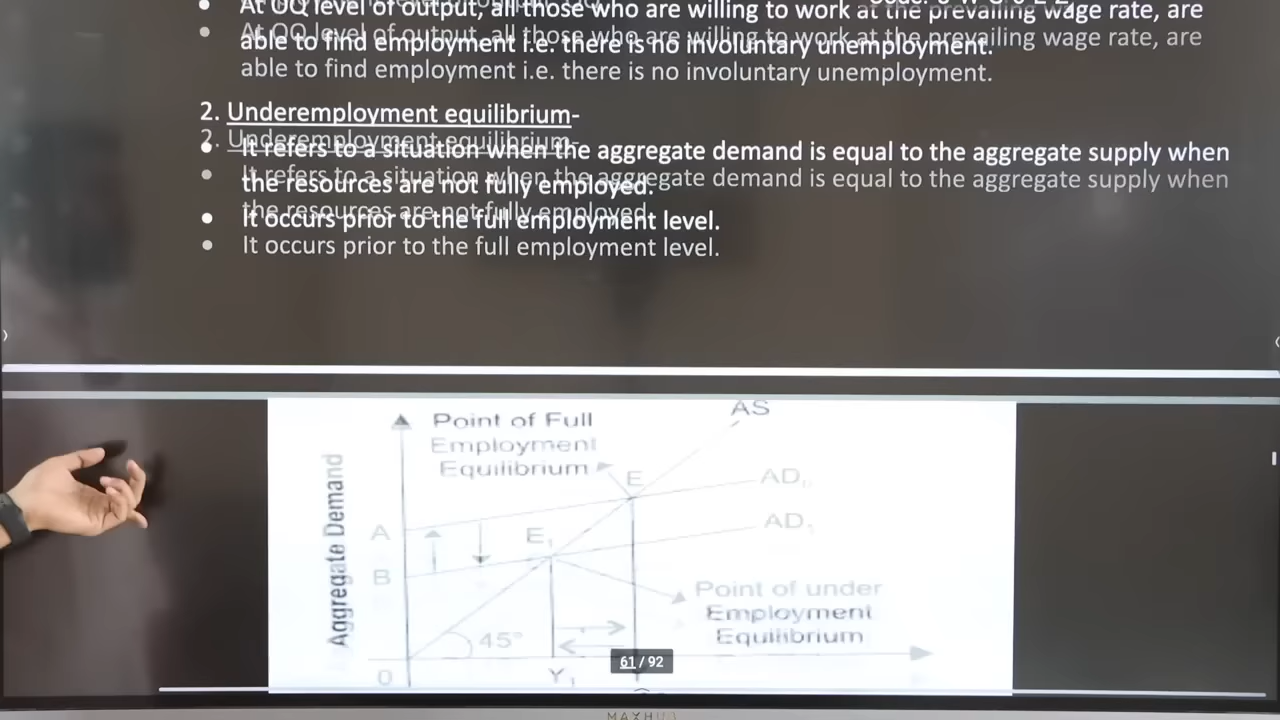 At OQ level of output, all those who are willing to work at the prevailing wage rate, are
able to find employment i.e. there is no involuntary unemployment.
2. Underemployment equilibrium-
It refers to a situation when the aggregate demand is equal to the aggregate supply when
the resources are not fully employed.
It occurs prior to the full employment level.
AS
Point of Full
Employment
Equilibrium
E
AD
A
AD
E1
B
Point of under
Employment
Equilibrium
Aggregate Demand
45°
0
Y1
61 / 92